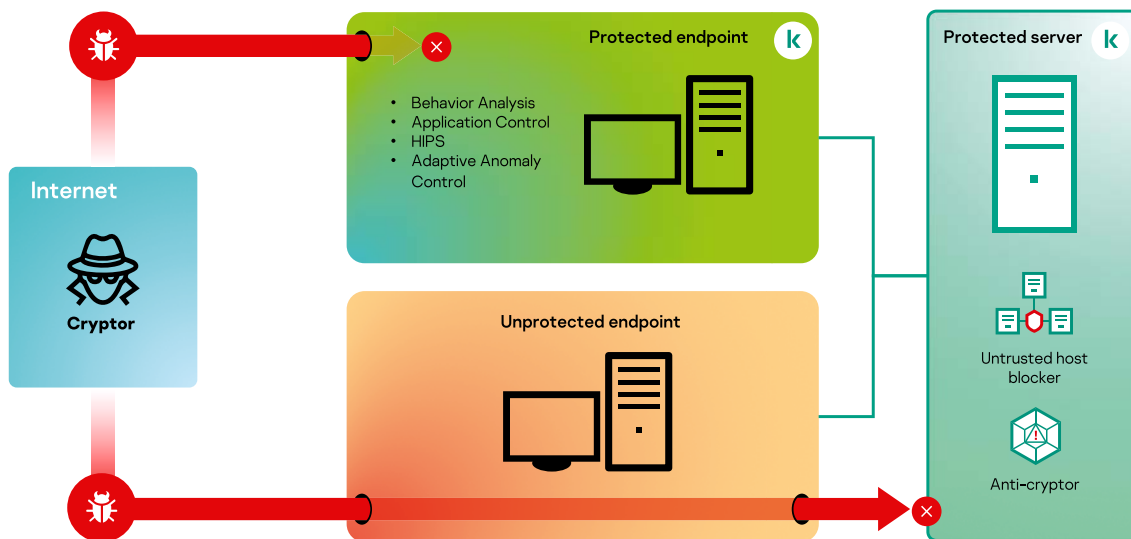 Internet
Cryptor
Protected endpoint
k
• Behavior Analysis
• Application Control
• HIPS
• Adaptive Anomaly
Control
Unprotected endpoint
Protected server
k
Untrusted host
blocker
!
Anti-cryptor